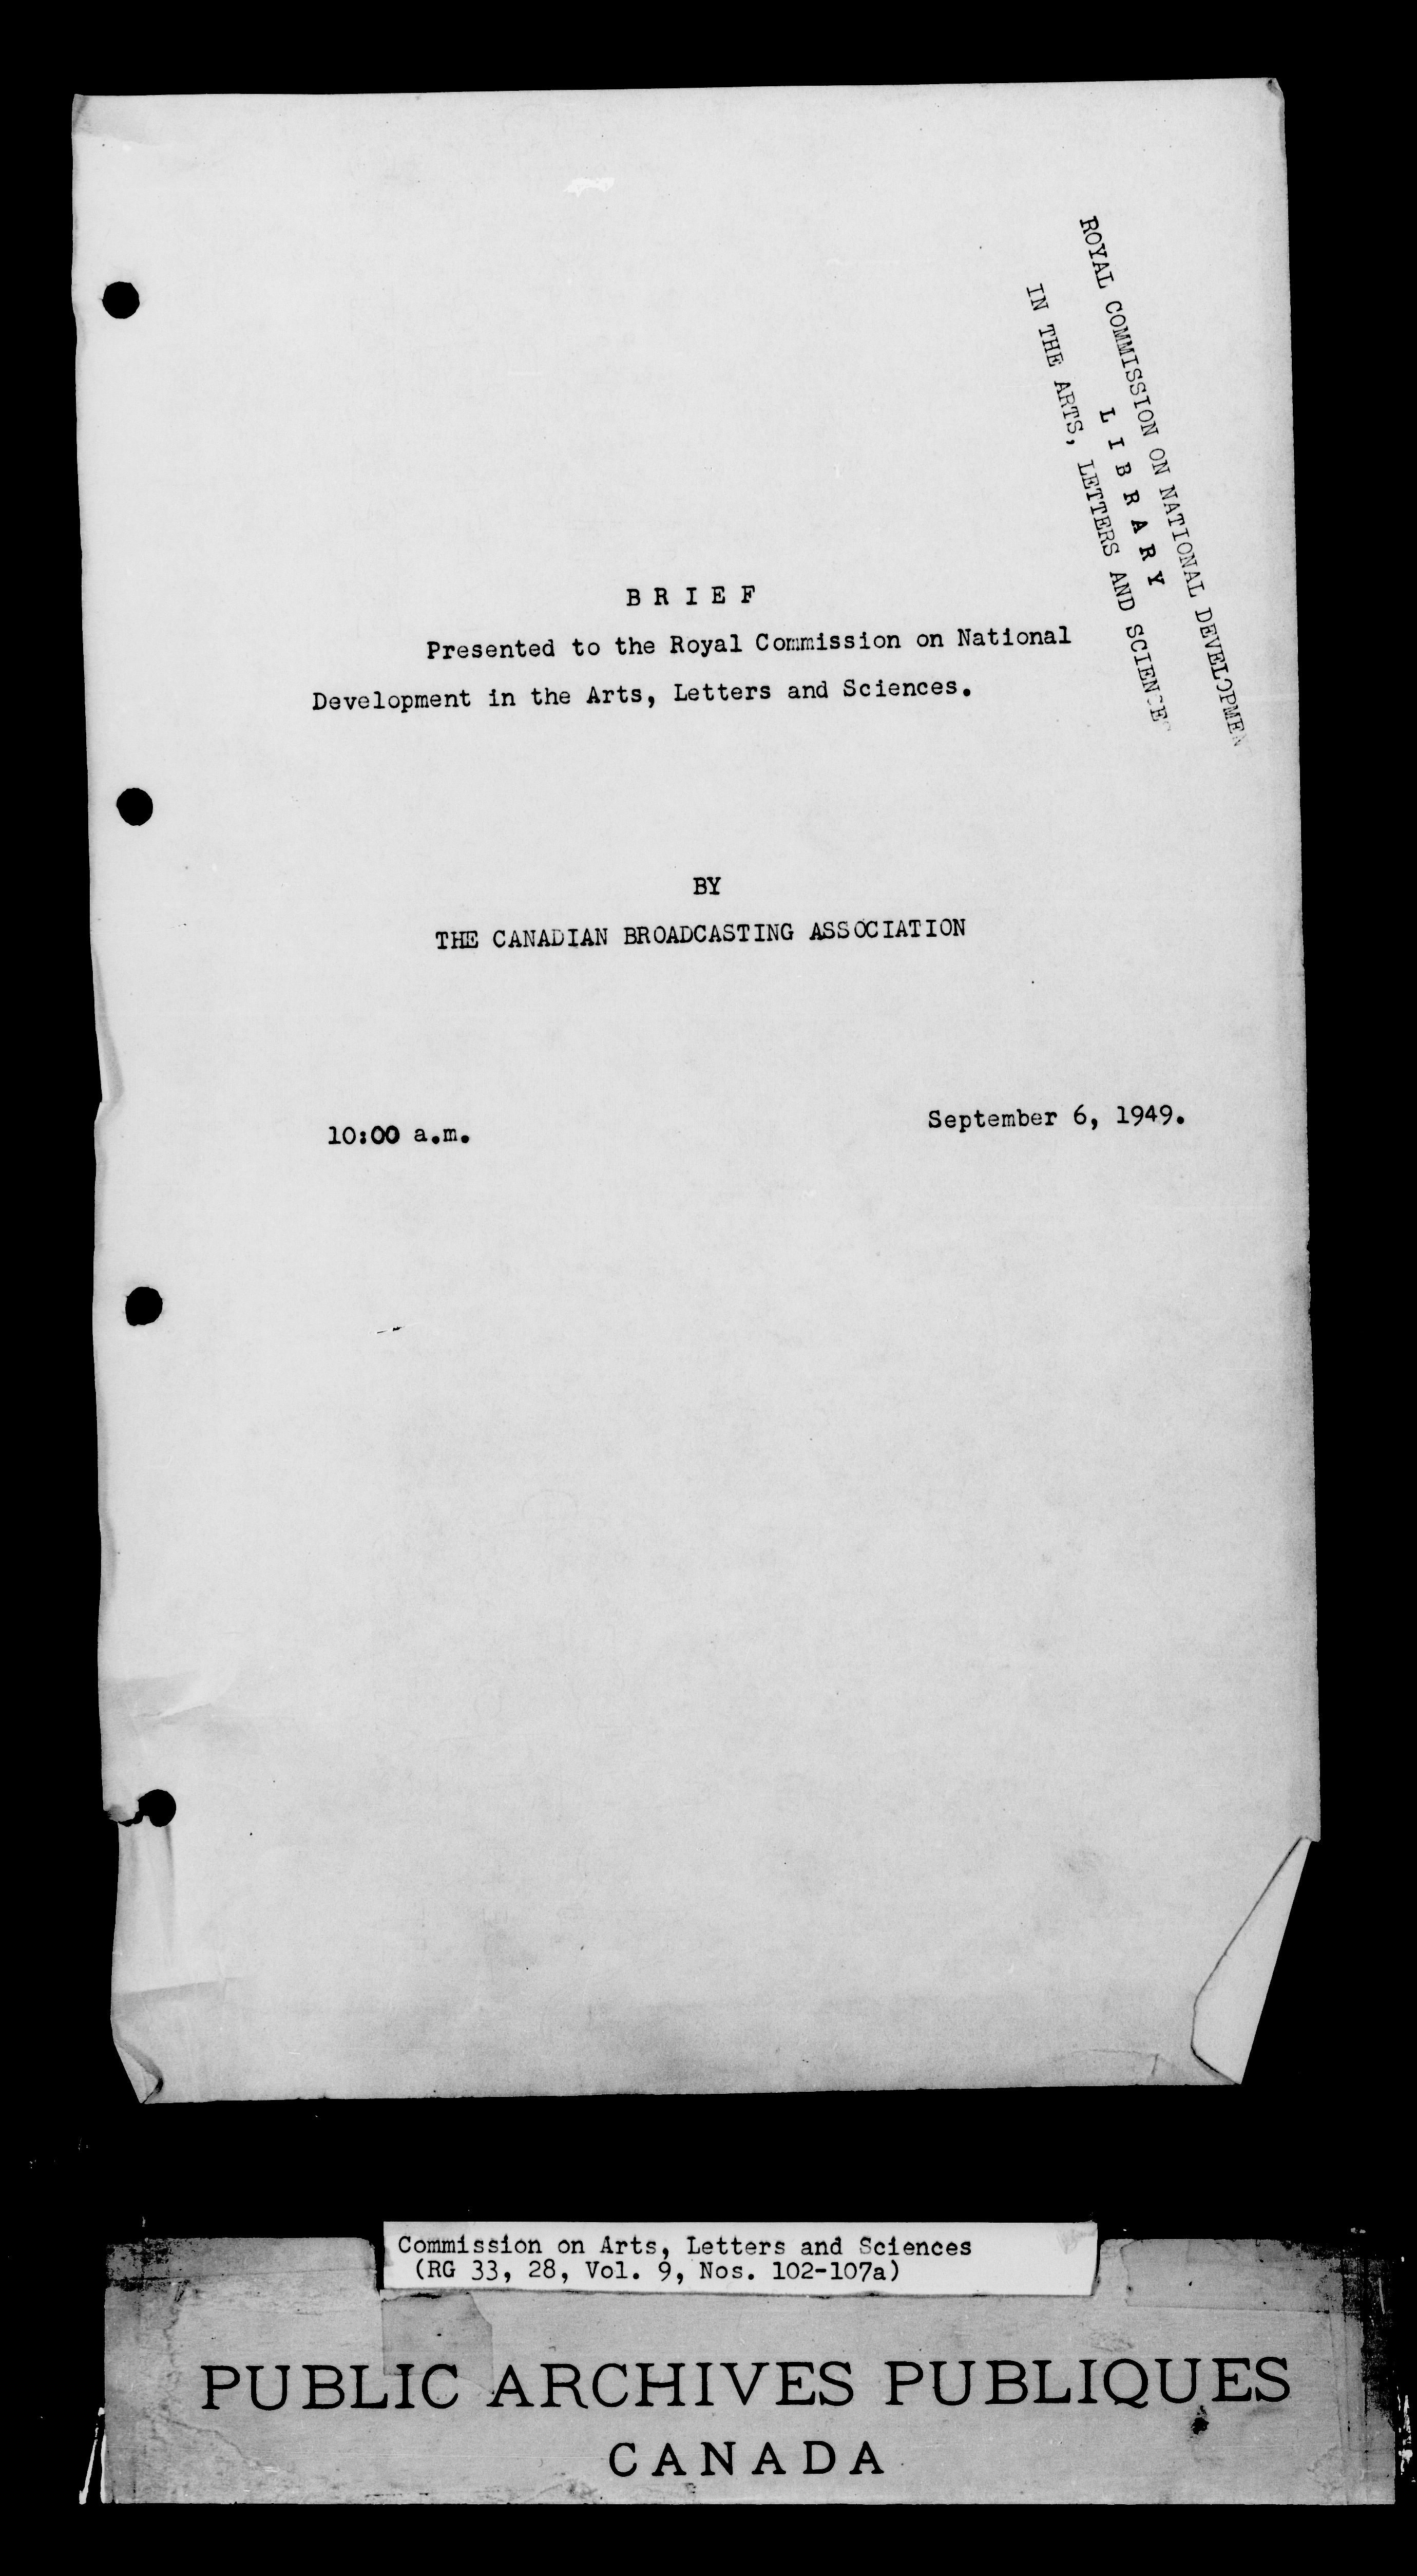 ROYAL COMMISSION ON NATIONAL DEVELOPMEN
L I B R A R Y
IN THE ARTS, LETTERS AND SCIENCES
B R I E F
Presented to the Royal Commission on National
Development in the Arts, Letters and Sciences.
BY
THE CANADIAN BROADCASTING ASSOCIATION
10:00 a.m. September 6, 1949.
Commission on Arts, Letters and Sciences
(RG 33, 28, Vol. 9, Nos. 102-107a)
PUBLIC ARCHIVES PUBLIQUES
CANADA